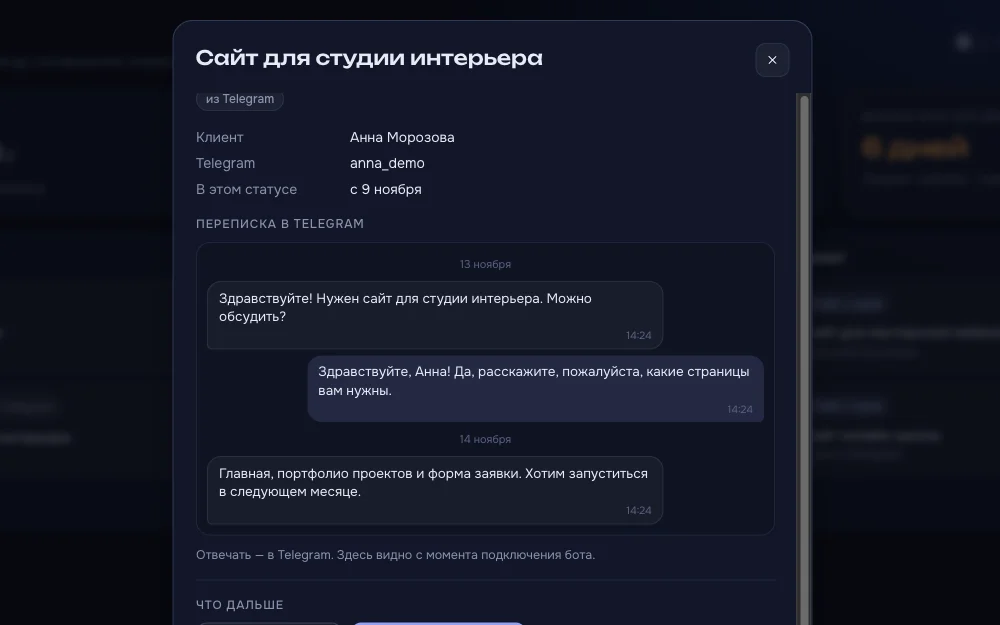 Сайт для студии интерьера
×
из Telegram
Клиент
Анна Морозова
Telegram
anna_demo
В этом статусе
с 9 ноября
ПЕРЕПИСКА В TELEGRAM
13 ноября
Здравствуйте! Нужен сайт для студии интерьера. Можно
обсудить?
14:24
Здравствуйте, Анна! Да, расскажите, пожалуйста, какие страницы
вам нужны.
14:24
14 ноября
Главная, портфолио проектов и форма заявки. Хотим запуститься
в следующем месяце.
14:24
Отвечать — в Telegram. Здесь видно с момента подключения бота.
ЧТО ДАЛЬШЕ
6 дней